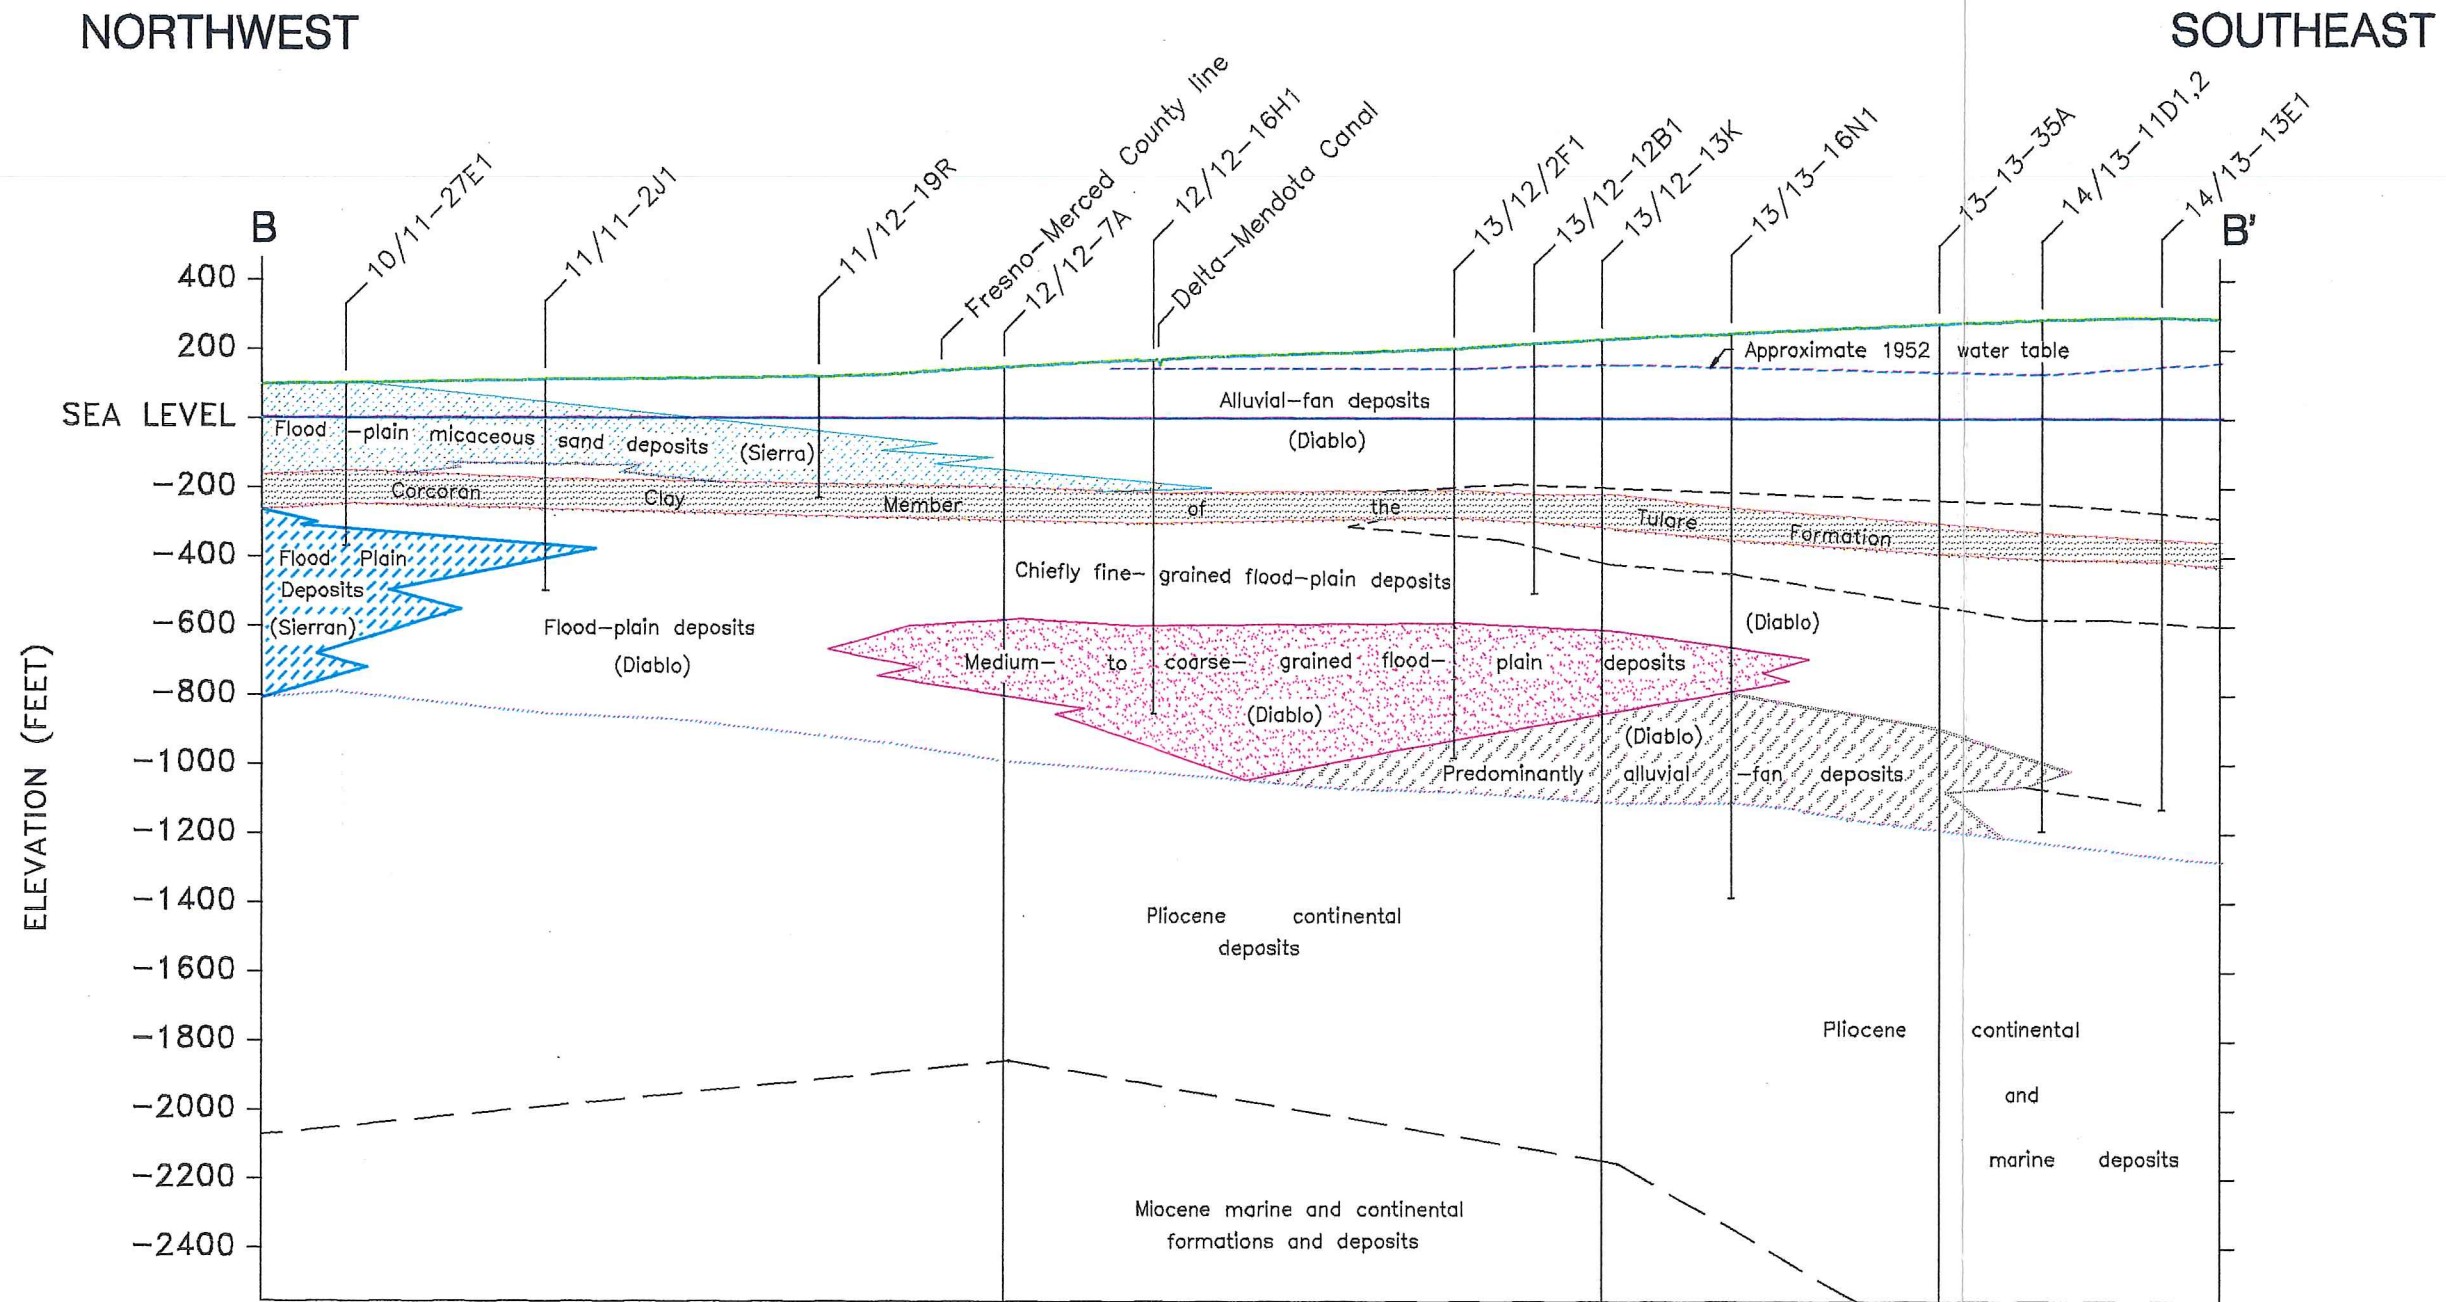 NORTHWEST
SOUTHEAST
B
10/11-27E1
11/11-2J1
11/12-19R
Fresno-Merced County line
12/12-7A
12/12-16H1
Delta-Mendota Canal
13/12/2F1
13/12-12B1
13/12-13K
13/13-16N1
13-13-35A
14/13-11D1,2
14/13-13E1
B'
ELEVATION (FEET)
400
200
SEA LEVEL
-200
-400
-600
-800
-1000
-1200
-1400
-1600
-1800
-2000
-2200
-2400
Approximate 1952 water table
Alluvial-fan deposits
(Diablo)
Flood-plain micaceous sand deposits (Sierra)
Corcoran Clay Member of the Tulare Formation
Flood Plain
Deposits
(Sierran)
Chiefly fine-grained flood-plain deposits
(Diablo)
Flood-plain deposits
(Diablo)
Medium- to coarse-grained flood-plain deposits
(Diablo)
(Diablo)
Predominantly alluvial-fan deposits
Pliocene continental
deposits
Pliocene continental
and
marine deposits
Miocene marine and continental
formations and deposits